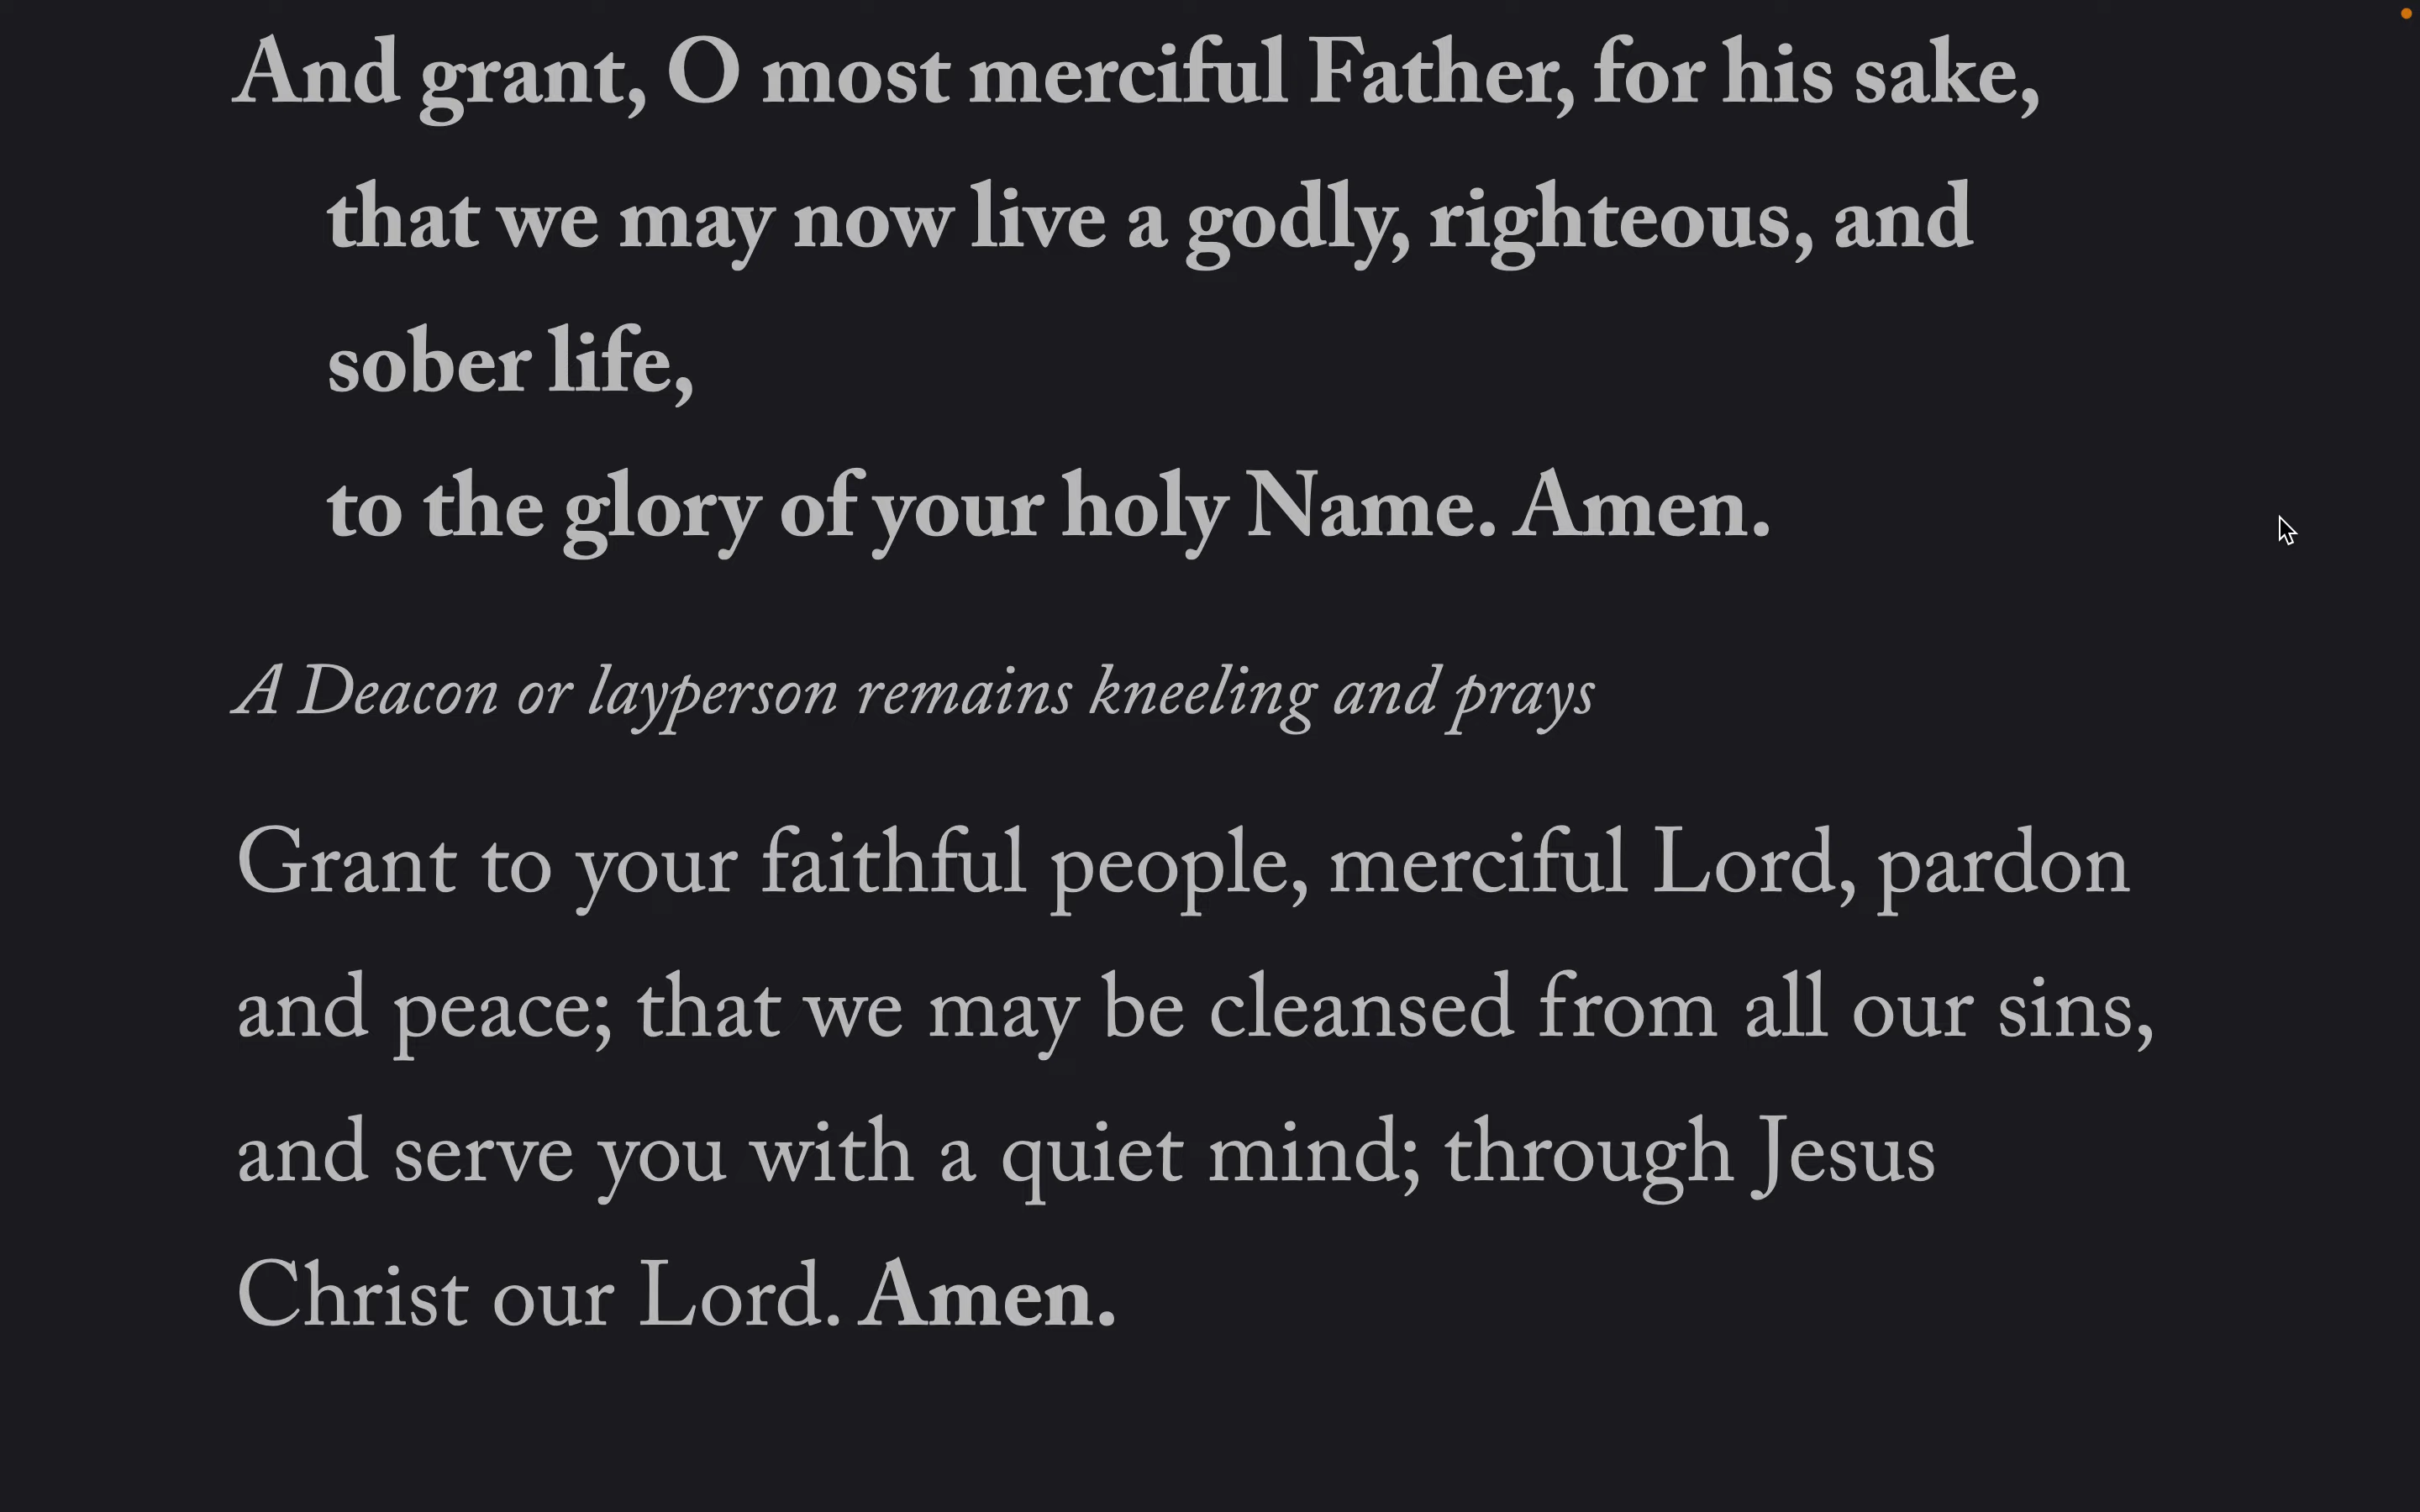 And grant, O most merciful Father, for his sake,
that we may now live a godly, righteous, and
sober life,
to the glory of your holy Name. Amen.
A Deacon or layperson remains kneeling and prays
Grant to your faithful people, merciful Lord, pardon
and peace; that we may be cleansed from all our sins,
and serve you with a quiet mind; through Jesus
Christ our Lord. Amen.